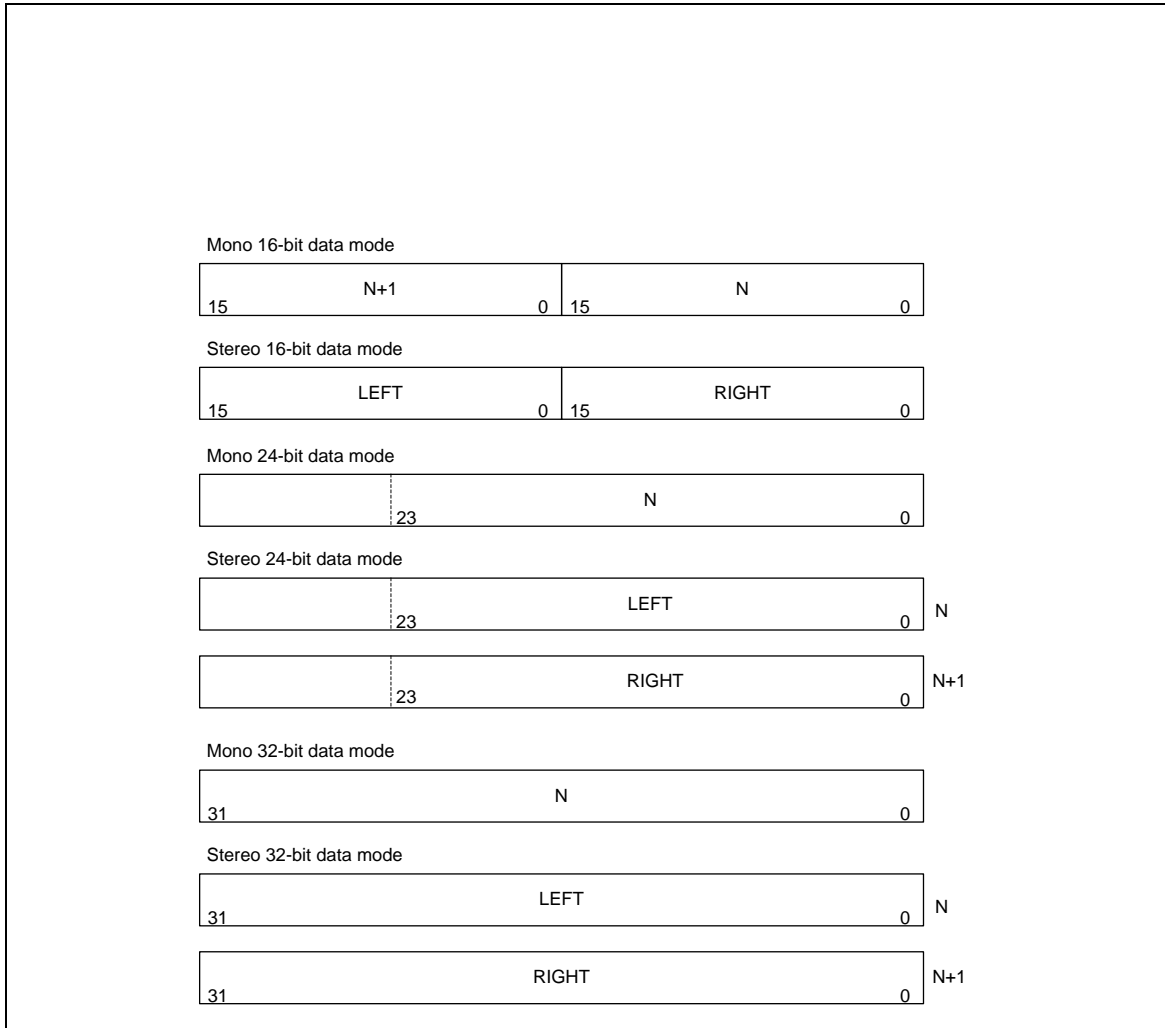 Mono 16-bit data mode
N+1 N
15 0 15 0
Stereo 16-bit data mode
LEFT RIGHT
15 0 15 0
Mono 24-bit data mode
N
23 0
Stereo 24-bit data mode
LEFT N
23 0
RIGHT N+1
23 0
Mono 32-bit data mode
N
31 0
Stereo 32-bit data mode
LEFT N
31 0
RIGHT N+1
31 0